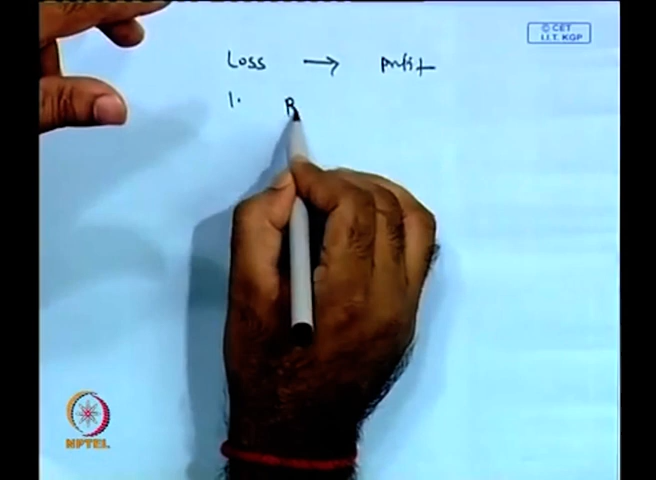 © CET
I.I.T. KGP
Loss → profit
1. R
NPTEL